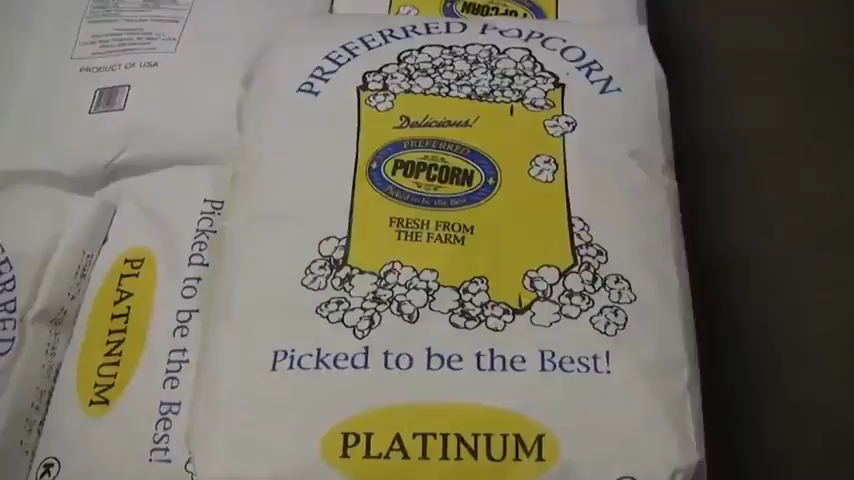 PRODUCT OF USA
POPCORN
PREFERRED POPCORN
Delicious!
PREFERRED
POPCORN
Picked to be the Best
FRESH FROM
THE FARM
Picked to be the Best!
PLATINUM
PLATINUM
Picked to be the Best!